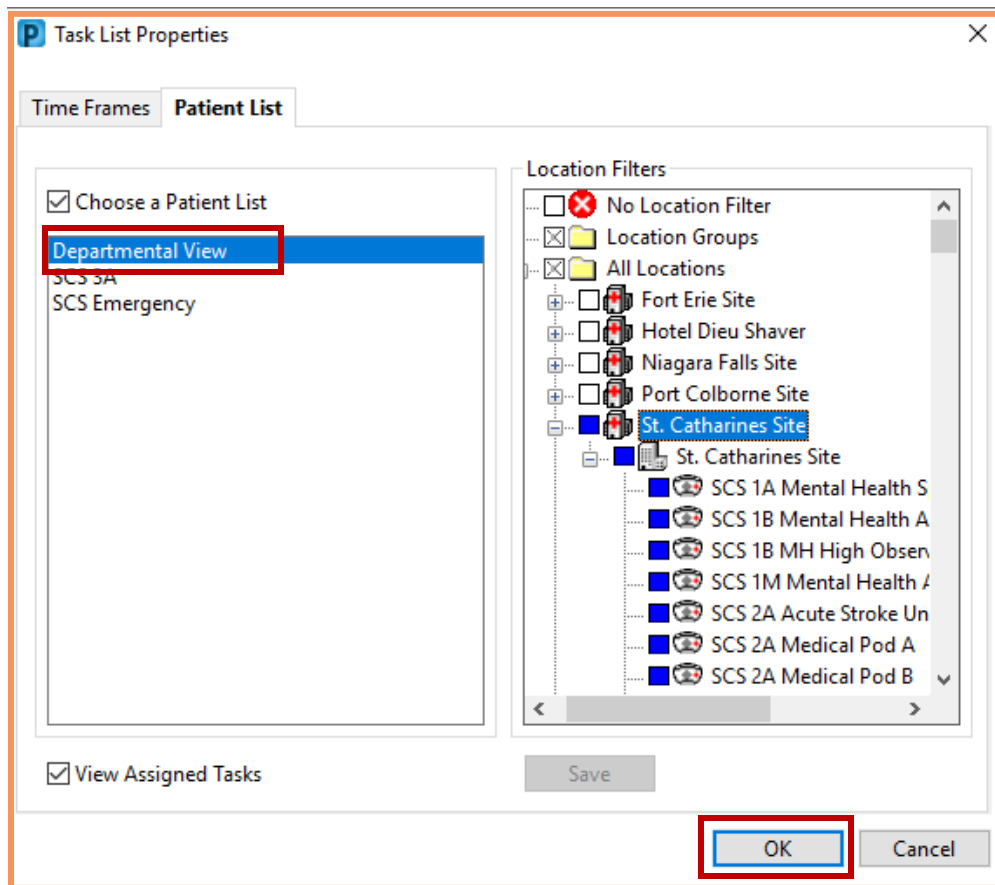 Task List Properties
Time Frames
Patient List
Choose a Patient List
Departmental View
SCS 3A
SCS Emergency
View Assigned Tasks
Location Filters
No Location Filter
Location Groups
All Locations
Fort Erie Site
Hotel Dieu Shaver
Niagara Falls Site
Port Colborne Site
St. Catharines Site
St. Catharines Site
SCS 1A Mental Health S
SCS 1B Mental Health A
SCS 1B MH High Observ
SCS 1M Mental Health A
SCS 2A Acute Stroke Un
SCS 2A Medical Pod A
SCS 2A Medical Pod B
Save
OK
Cancel